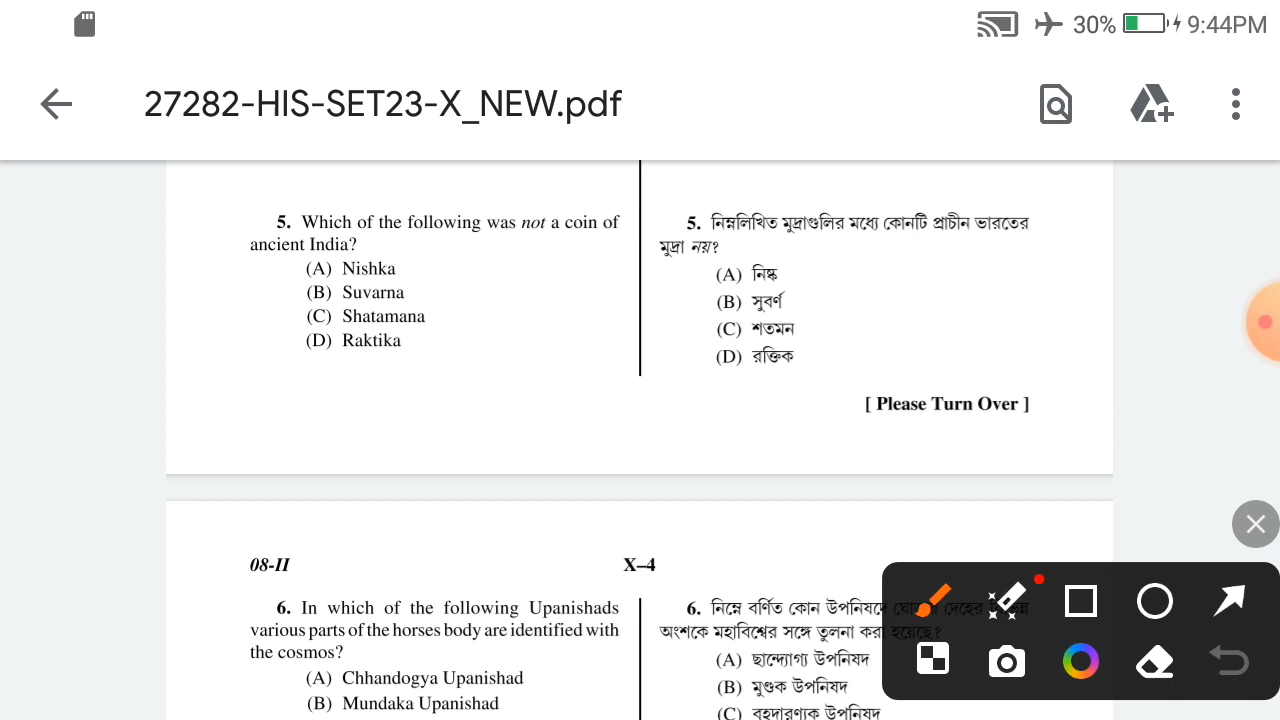 30% 9:44PM
27282-HIS-SET23-X_NEW.pdf
5. Which of the following was not a coin of
ancient India?
(A) Nishka
(B) Suvarna
(C) Shatamana
(D) Raktika
5. নিম্নলিখিত মুদ্রাগুলির মধ্যে কোনটি প্রাচীন ভারতের
মুদ্রা নয়?
(A) নিষ্ক
(B) সুবর্ণ
(C) শতমন
(D) রক্তিক
[ Please Turn Over ]
08-II
X–4
6. In which of the following Upanishads
various parts of the horses body are identified with
the cosmos?
(A) Chhandogya Upanishad
(B) Mundaka Upanishad
6. নিম্নে বর্ণিত কোন উপনিষদে দেহের
অংশকে মহাবিশ্বের সঙ্গে তুলনা করা হয়েছে?
(A) ছান্দ্যোগ্য উপনিষদ
(B) মুণ্ডক উপনিষদ
(C) বৃহদারণ্যক উপনিষদ